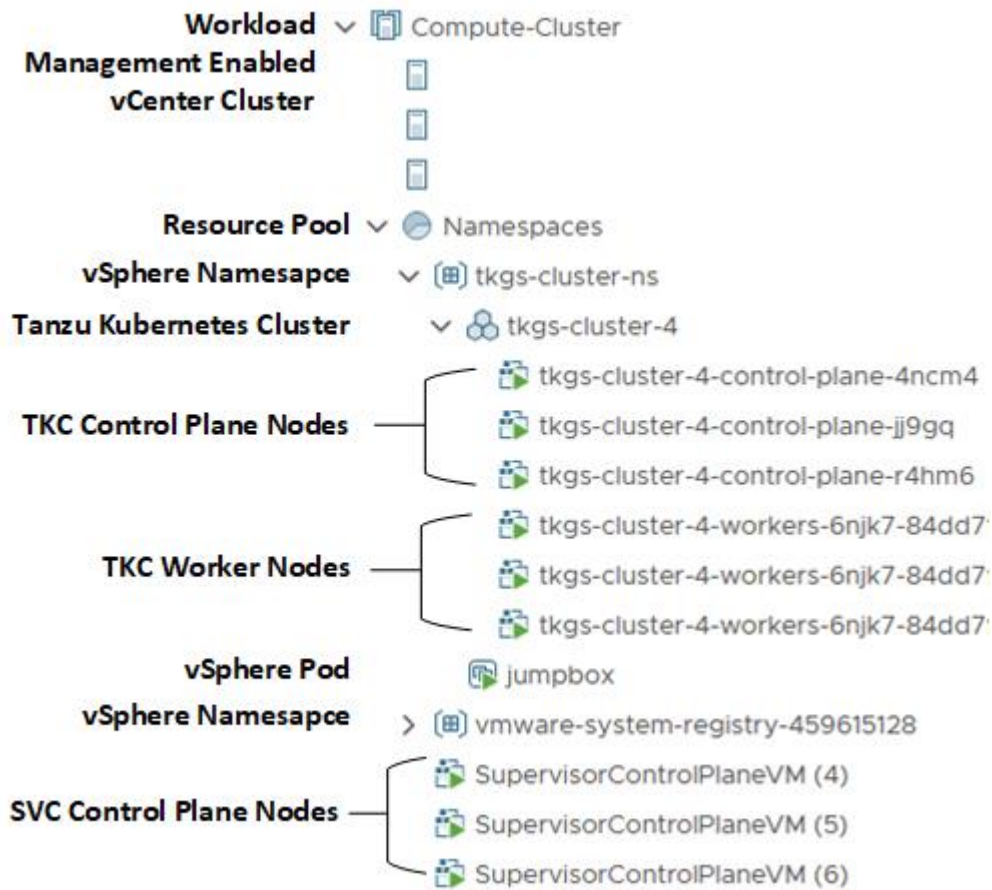 Workload Compute-Cluster
Management Enabled
vCenter Cluster
Resource Pool Namespaces
vSphere Namesapce tkgs-cluster-ns
Tanzu Kubernetes Cluster tkgs-cluster-4
tkgs-cluster-4-control-plane-4ncm4
TKC Control Plane Nodes tkgs-cluster-4-control-plane-jj9gq
tkgs-cluster-4-control-plane-r4hm6
tkgs-cluster-4-workers-6njk7-84dd7
TKC Worker Nodes tkgs-cluster-4-workers-6njk7-84dd7
tkgs-cluster-4-workers-6njk7-84dd7
vSphere Pod jumpbox
vSphere Namesapce vmware-system-registry-459615128
SupervisorControlPlaneVM (4)
SVC Control Plane Nodes SupervisorControlPlaneVM (5)
SupervisorControlPlaneVM (6)